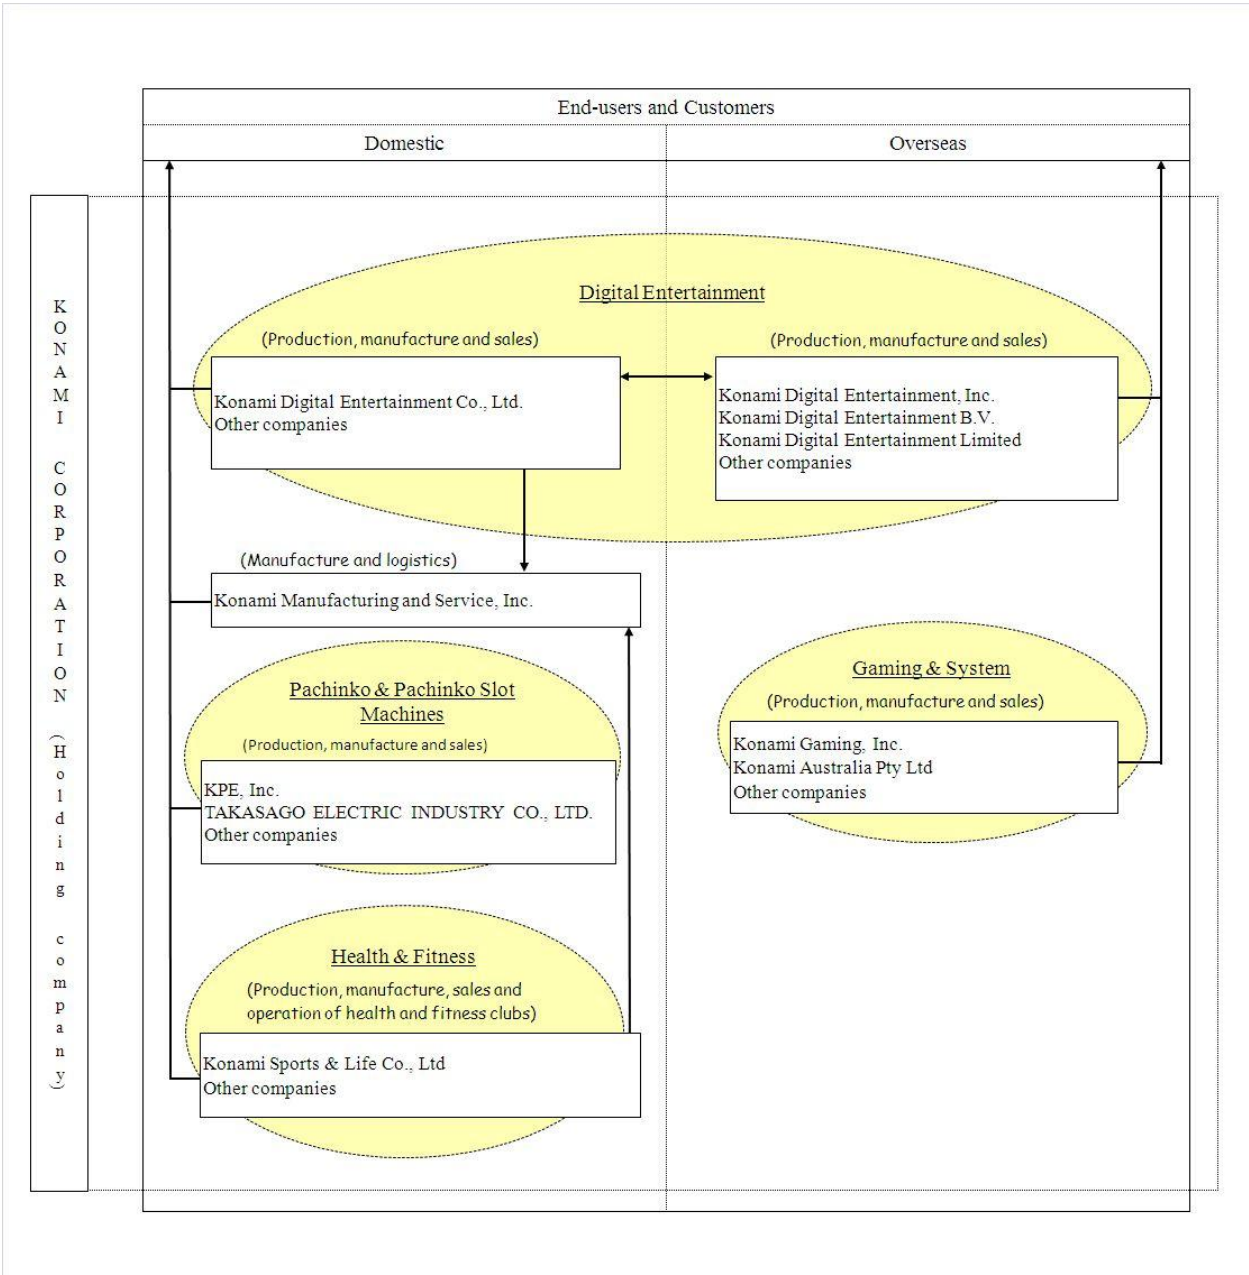 End-users and Customers
Domestic
Overseas
KONAMI CORPORATION (Holding company)
Digital Entertainment
(Production, manufacture and sales)
Konami Digital Entertainment Co., Ltd.
Other companies
(Production, manufacture and sales)
Konami Digital Entertainment, Inc.
Konami Digital Entertainment B.V.
Konami Digital Entertainment Limited
Other companies
(Manufacture and logistics)
Konami Manufacturing and Service, Inc.
Pachinko & Pachinko Slot
Machines
(Production, manufacture and sales)
KPE, Inc.
TAKASAGO ELECTRIC INDUSTRY CO., LTD.
Other companies
Gaming & System
(Production, manufacture and sales)
Konami Gaming, Inc.
Konami Australia Pty Ltd
Other companies
Health & Fitness
(Production, manufacture, sales and
operation of health and fitness clubs)
Konami Sports & Life Co., Ltd
Other companies